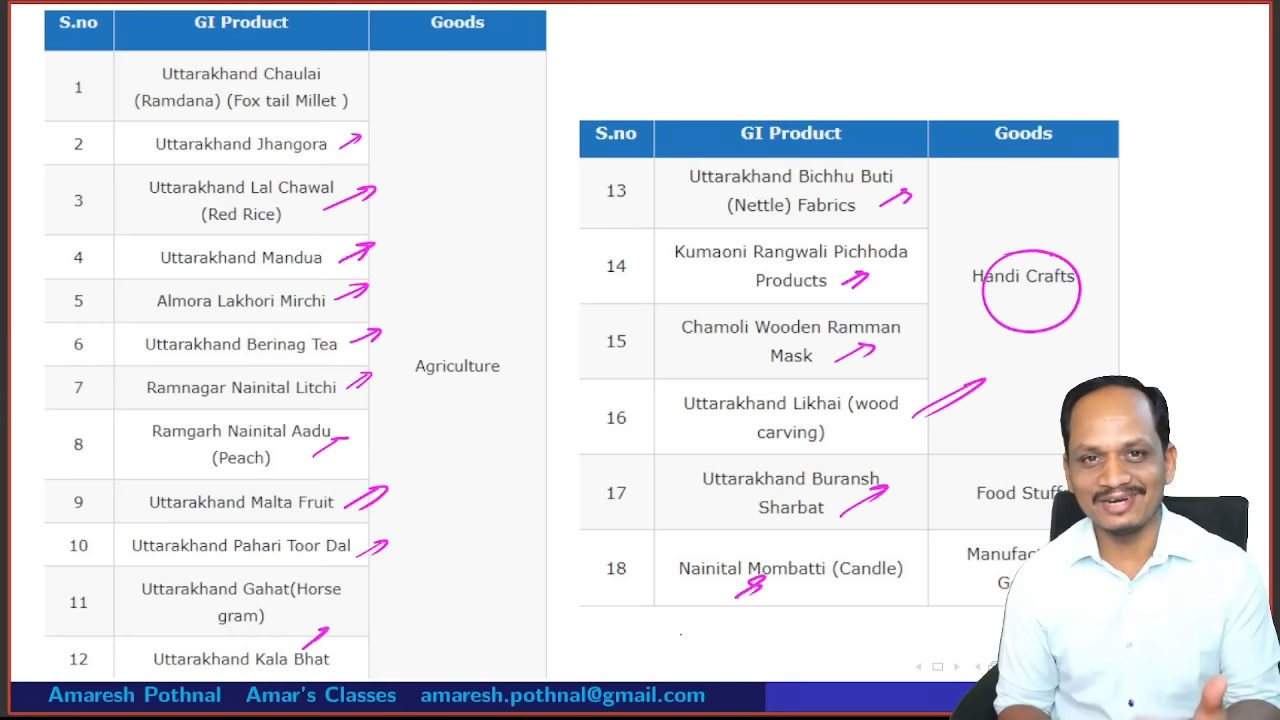 S.no GI Product Goods
1 Uttarakhand Chaulai
(Ramdana) (Fox tail Millet )
2 Uttarakhand Jhangora
3 Uttarakhand Lal Chawal
(Red Rice)
4 Uttarakhand Mandua
5 Almora Lakhori Mirchi
6 Uttarakhand Berinag Tea
Agriculture
7 Ramnagar Nainital Litchi
8 Ramgarh Nainital Aadu
(Peach)
9 Uttarakhand Malta Fruit
10 Uttarakhand Pahari Toor Dal
11 Uttarakhand Gahat(Horse
gram)
12 Uttarakhand Kala Bhat
S.no GI Product Goods
13 Uttarakhand Bichhu Buti
(Nettle) Fabrics
14 Kumaoni Rangwali Pichhoda
Products
Handi Crafts
15 Chamoli Wooden Ramman
Mask
16 Uttarakhand Likhai (wood
carving)
17 Uttarakhand Buransh
Sharbat
Food Stuff
18 Nainital Mombatti (Candle)
Amaresh Pothnal Amar's Classes amaresh.pothnal@gmail.com